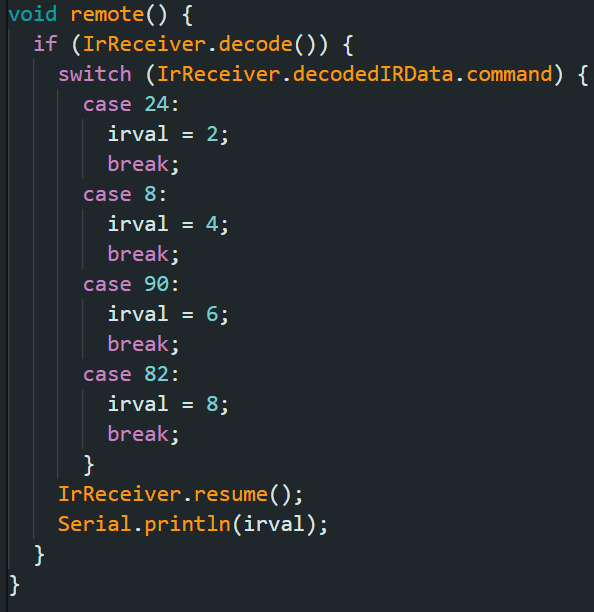 void remote() {
  if (IrReceiver.decode()) {
    switch (IrReceiver.decodedIRData.command) {
      case 24:
        irval = 2;
        break;
      case 8:
        irval = 4;
        break;
      case 90:
        irval = 6;
        break;
      case 82:
        irval = 8;
        break;
      }
    IrReceiver.resume();
    Serial.println(irval);
  }
}